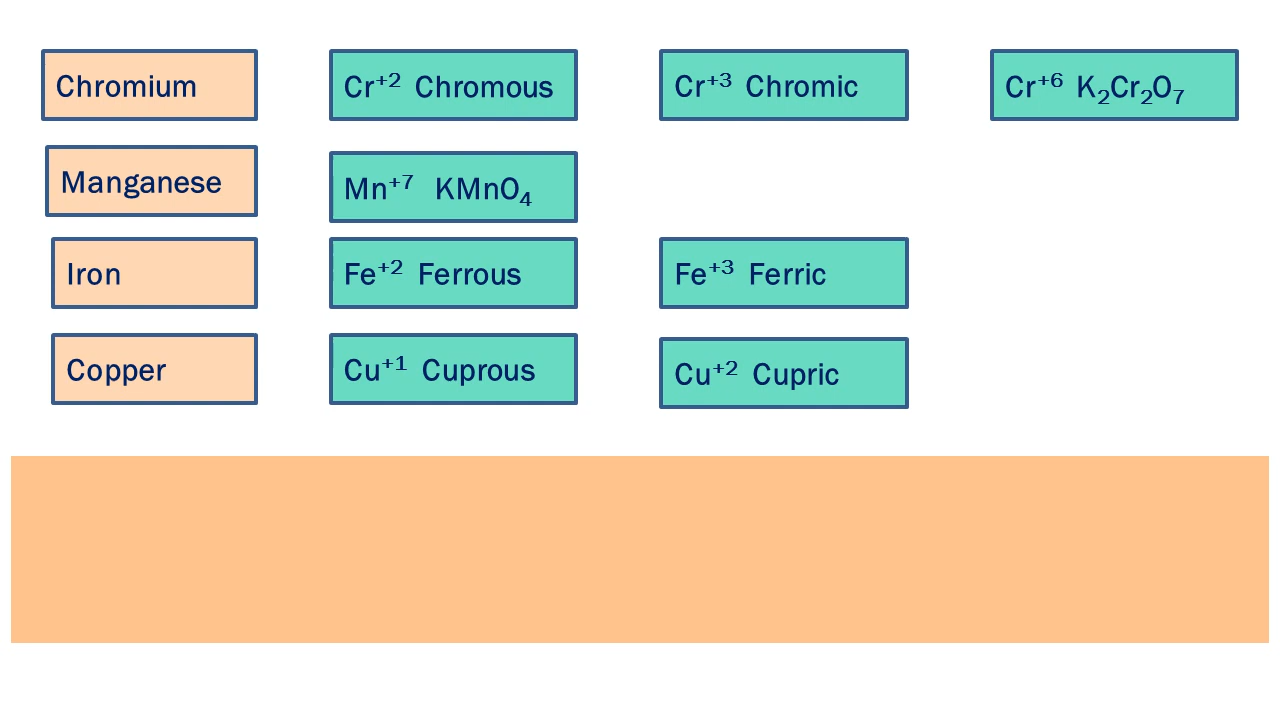 Chromium Cr⁺² Chromous Cr⁺³ Chromic Cr⁺⁶ K₂Cr₂O₇
Manganese Mn⁺⁷ KMnO₄
Iron Fe⁺² Ferrous Fe⁺³ Ferric
Copper Cu⁺¹ Cuprous Cu⁺² Cupric